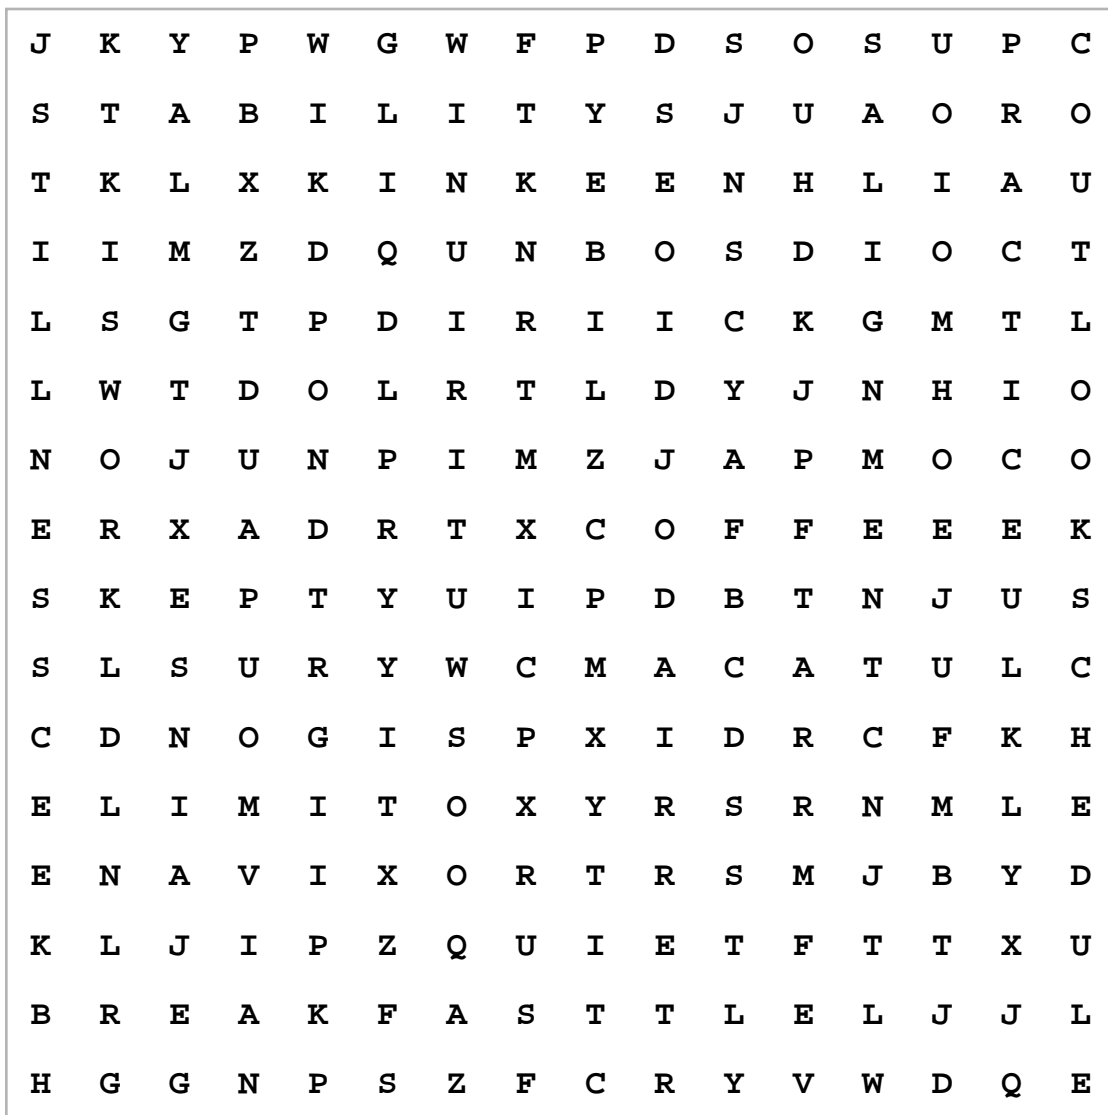 J K Y P W G W F P D S O S U P C
S T A B I L I T Y S J U A O R O
T K L X K I N K E E N H L I A U
I I M Z D Q U N B O S D I O C T
L S G T P D I R I I C K G M T L
L W T D O L R T L D Y J N H I O
N O J U N P I M Z J A P M O C O
E R X A D R T X C O F F E E E K
S K E P T Y U I P D B T N J U S
S L S U R Y W C M A C A T U L C
C D N O G I S P X I D R C F K H
E L I M I T O X Y R S R N M L E
E N A V I X O R T R S M J B Y D
K L J I P Z Q U I E T F T T X U
B R E A K F A S T T L E L J J L
H G G N P S Z F C R Y V W D Q E